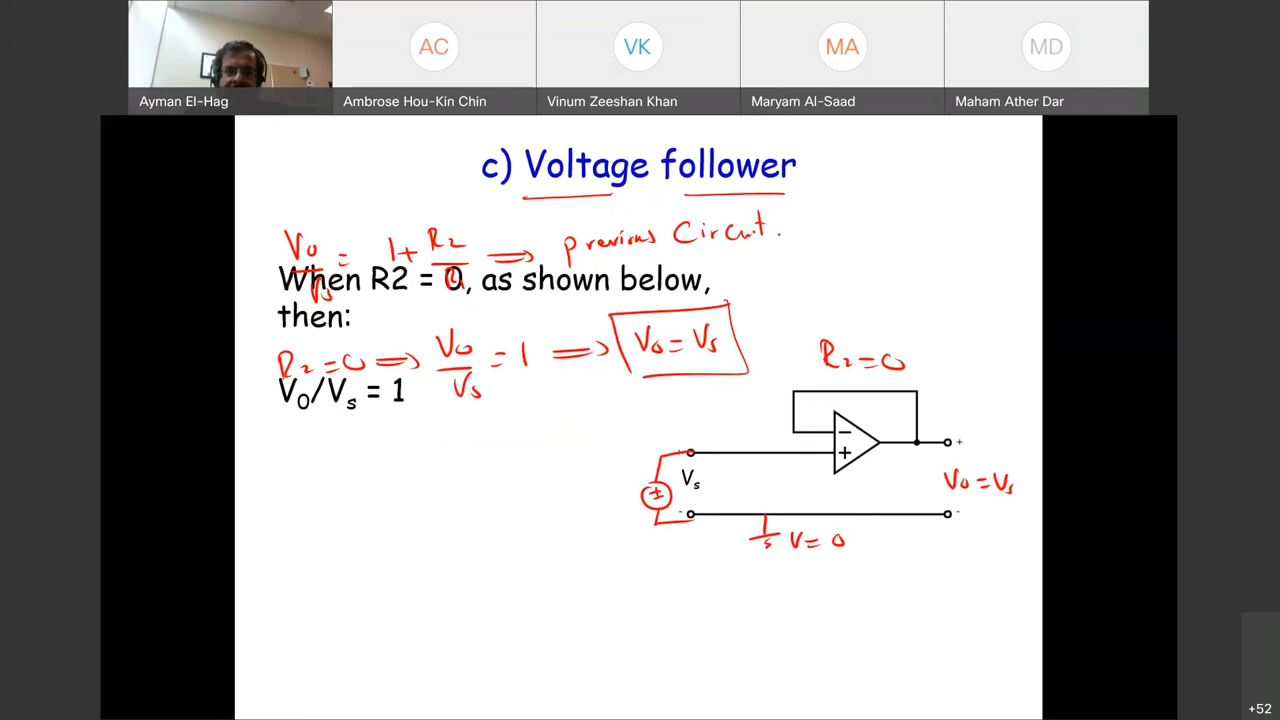 AC
VK
MA
MD
Ayman El-Hag
Ambrose Hou-Kin Chin
Vinum Zeeshan Khan
Maryam Al-Saad
Maham Ather Dar
c) Voltage follower
Vo/Vs = 1+ R2/R1 ⟹ previous Circuit.
When R2 = 0, as shown below,
then:
R2=0 ⟹ Vo/Vs = 1 ⟹ Vo = Vs
V0/Vs = 1
R2=0
−
+
+
+
±
Vs
Vo=Vs
-
-
V=0
+52